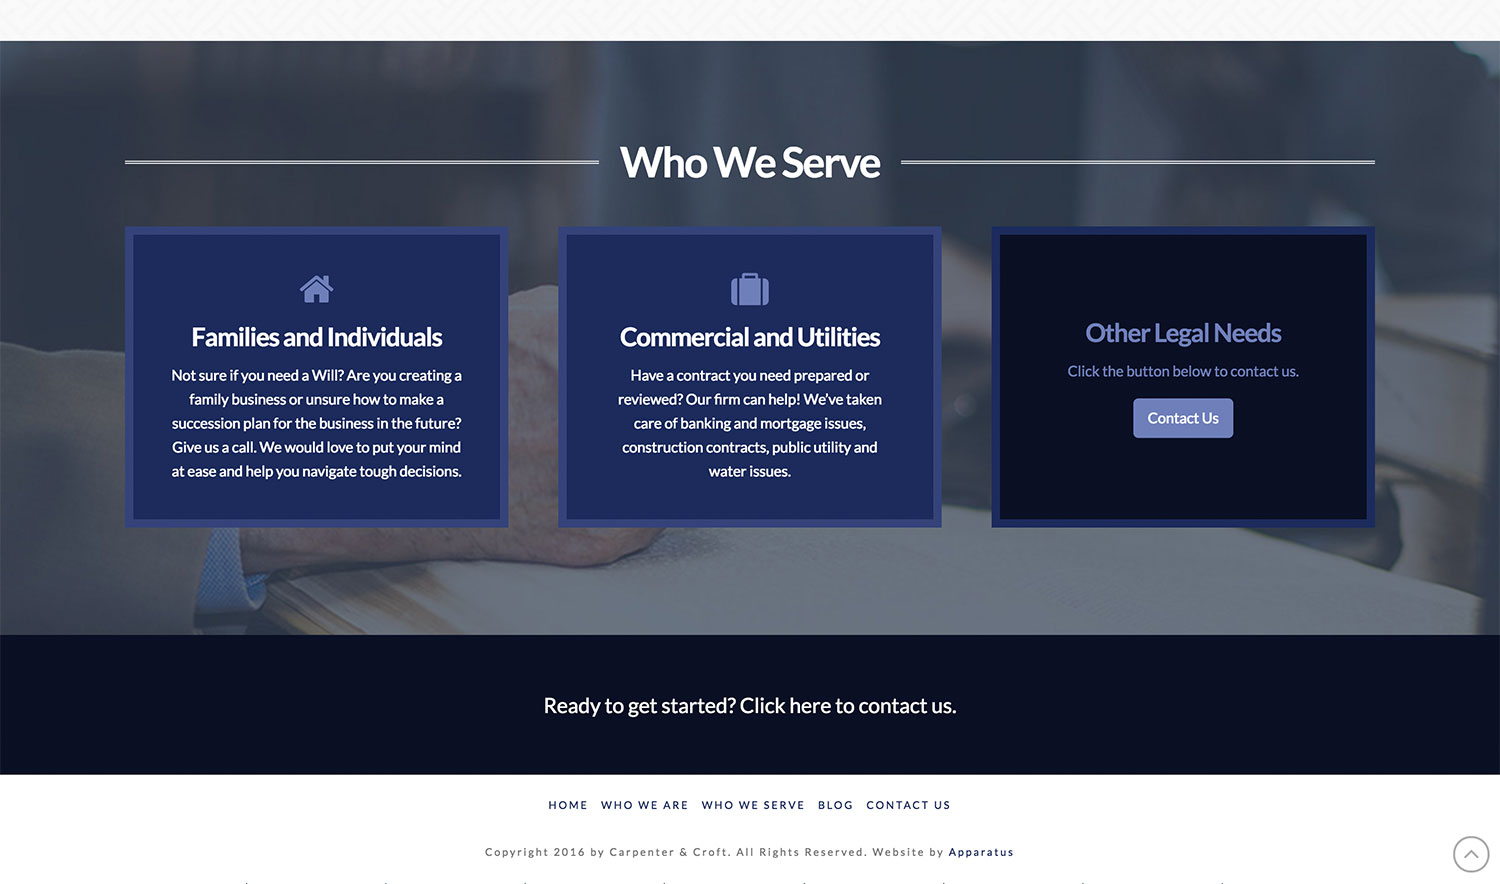 Who We Serve
Families and Individuals
Not sure if you need a Will? Are you creating a
family business or unsure how to make a
succession plan for the business in the future?
Give us a call. We would love to put your mind
at ease and help you navigate tough decisions.
Commercial and Utilities
Have a contract you need prepared or
reviewed? Our firm can help! We've taken
care of banking and mortgage issues,
construction contracts, public utility and
water issues.
Other Legal Needs
Click the button below to contact us.
Contact Us
Ready to get started? Click here to contact us.
HOME WHO WE ARE WHO WE SERVE BLOG CONTACT US
Copyright 2016 by Carpenter & Croft. All Rights Reserved. Website by Apparatus